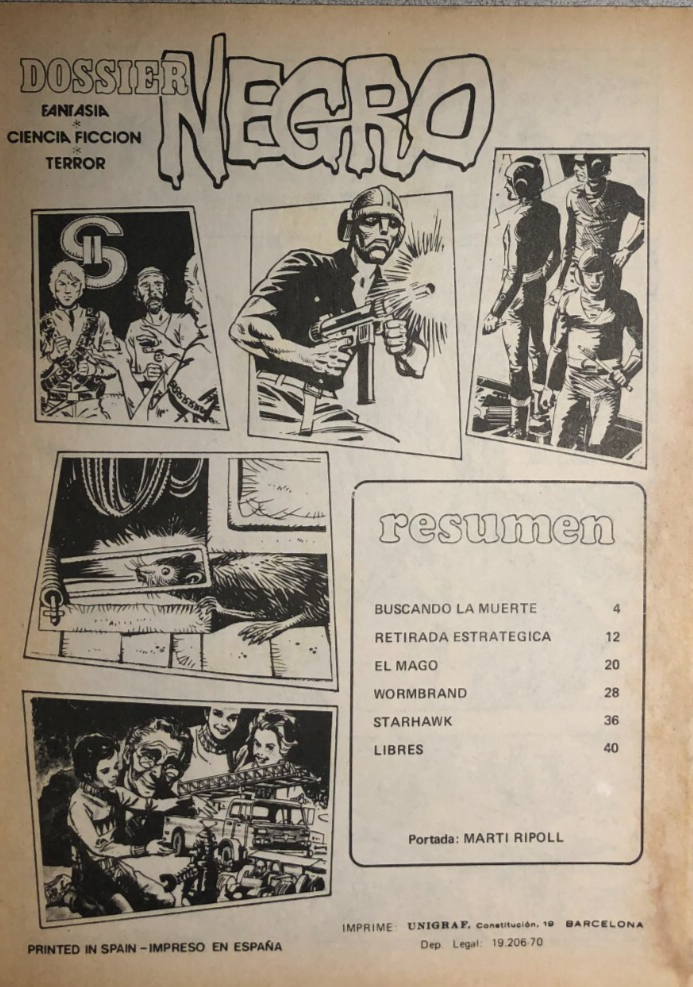 DOSSIER NEGRO
FANTASIA
*
CIENCIA FICCION
*
TERROR
resumen
BUSCANDO LA MUERTE 4
RETIRADA ESTRATEGICA 12
EL MAGO 20
WORMBRAND 28
STARHAWK 36
LIBRES 40
Portada: MARTI RIPOLL
IMPRIME: UNIGRAF. Constitución, 19 BARCELONA
Dep. Legal: 19.206-70
PRINTED IN SPAIN – IMPRESO EN ESPAÑA